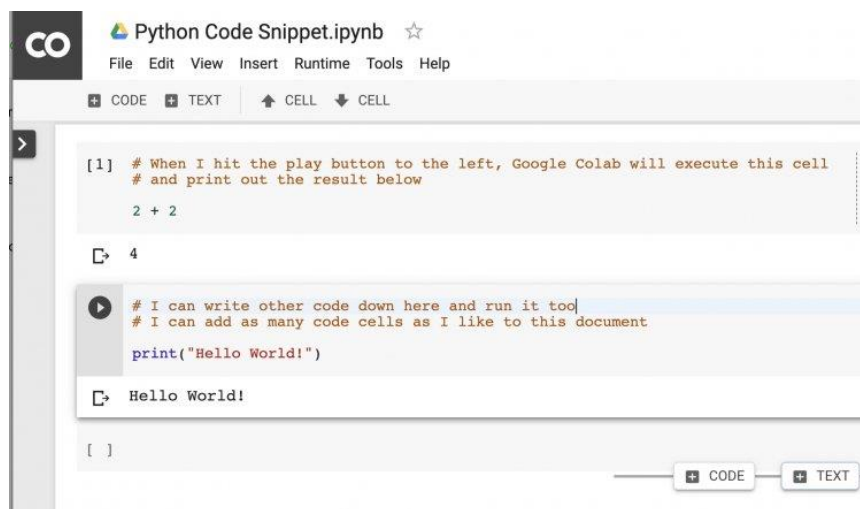 CO
Python Code Snippet.ipynb
File Edit View Insert Runtime Tools Help
CODE TEXT CELL CELL
[1] # When I hit the play button to the left, Google Colab will execute this cell
# and print out the result below
2 + 2
4
# I can write other code down here and run it too
# I can add as many code cells as I like to this document
print("Hello World!")
Hello World!
[ ]
CODE TEXT